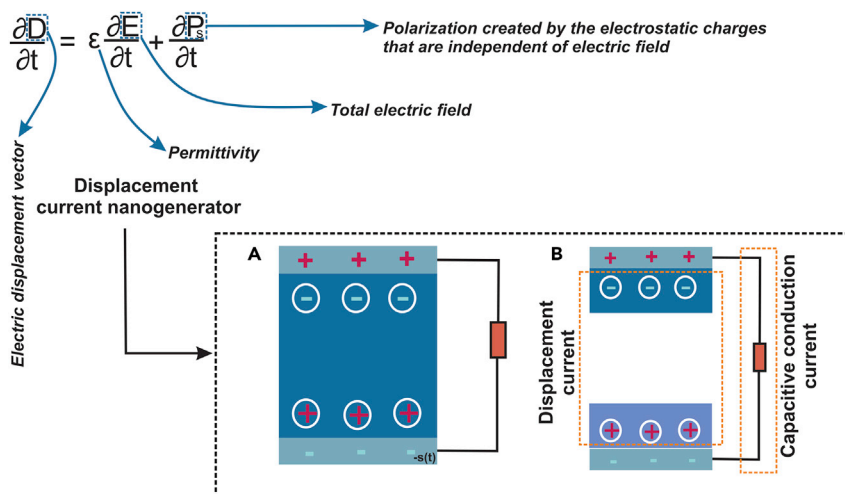 ∂D/∂t = ε ∂E/∂t + ∂Pₛ/∂t
Polarization created by the electrostatic charges
that are independent of electric field
Total electric field
Permittivity
Electric displacement vector
Displacement
current nanogenerator
A
+ + +
- - -
+ + +
- - -
-s(t)
B
+ + +
- - -
+ + +
- - -
Displacement
current
Capacitive conduction
current